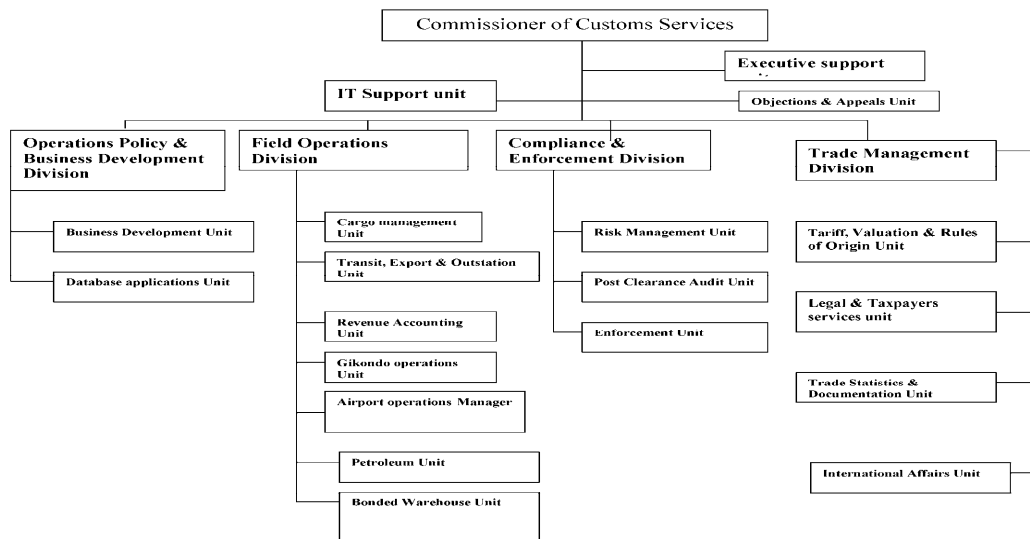 Commissioner of Customs Services
Executive support
IT Support unit
Objections & Appeals Unit
Operations Policy &
Business Development
Division
Field Operations
Division
Compliance &
Enforcement Division
Trade Management
Division
Business Development Unit
Database applications Unit
Cargo management
Unit
Transit, Export & Outstation
Unit
Revenue Accounting
Unit
Gikondo operations
Unit
Airport operations Manager
Petroleum Unit
Bonded Warehouse Unit
Risk Management Unit
Post Clearance Audit Unit
Enforcement Unit
Tariff, Valuation & Rules
of Origin Unit
Legal & Taxpayers
services unit
Trade Statistics &
Documentation Unit
International Affairs Unit